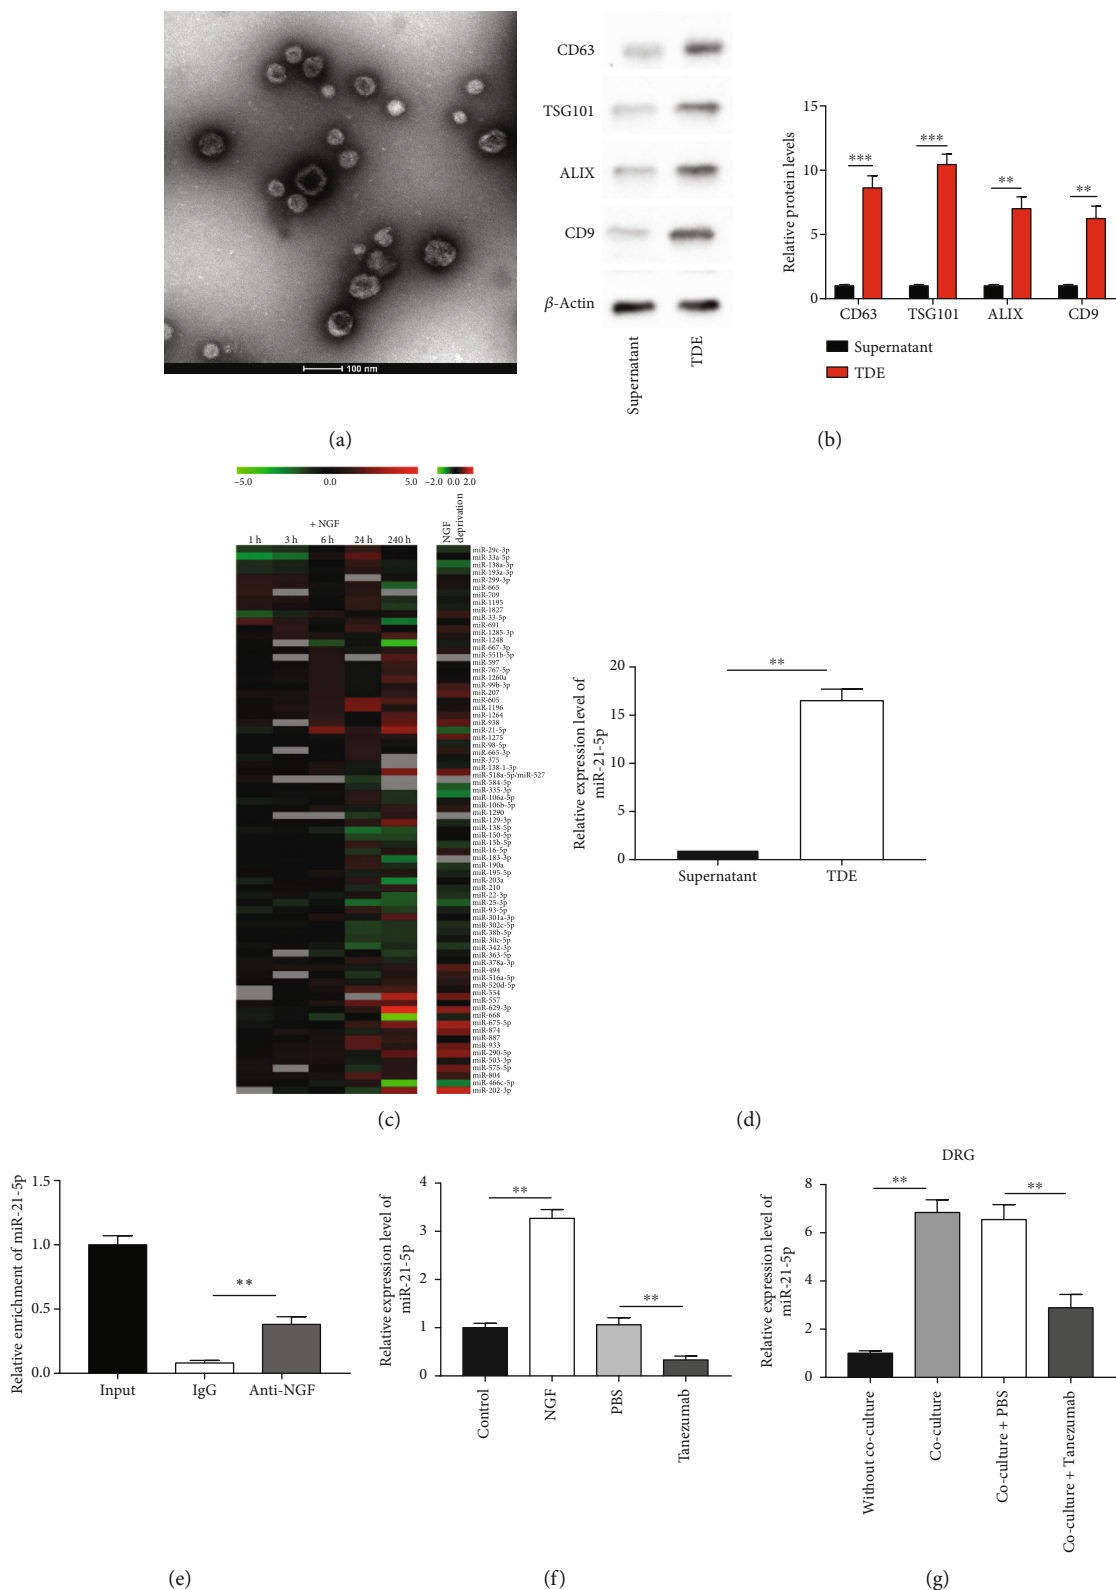 100 nm
(a)
CD63
TSG101
ALIX
CD9
β-Actin
Supernatant
TDE
Relative protein levels
15
10
5
0
***
***
**
**
CD63
TSG101
ALIX
CD9
Supernatant
TDE
(b)
−5.0
0.0
5.0
−2.0
0.0
2.0
+ NGF
1 h
3 h
6 h
24 h
240 h
NGF
deprivation
miR-29c-3p
miR-33a-5p
miR-138a-3p
miR-193a-3p
miR-299-3p
miR-665
miR-709
miR-1195
miR-1827
miR-33-5p
miR-691
miR-1285-3p
miR-1248
miR-667-3p
miR-551b-5p
miR-597
miR-767-5p
miR-1260a
miR-99b-3p
miR-207
miR-605
miR-1196
miR-1264
miR-938
miR-21-5p
miR-1275
miR-98-5p
miR-665-3p
miR-375
miR-138-1-3p
miR-518a-5p/miR-527
miR-584-5p
miR-335-3p
miR-106a-5p
miR-106b-5p
miR-1290
miR-129-3p
miR-138-5p
miR-150-5p
miR-15b-5p
miR-16-5p
miR-183-3p
miR-190a
miR-195-5p
miR-203a
miR-210
miR-22-3p
miR-25-3p
miR-93-5p
miR-301a-3p
miR-302c-5p
miR-38b-5p
miR-30c-5p
miR-342-3p
miR-363-5p
miR-378a-3p
miR-494
miR-516a-5p
miR-520d-5p
miR-554
miR-557
miR-629-3p
miR-668
miR-675-5p
miR-874
miR-887
miR-933
miR-290-5p
miR-503-3p
miR-575-5p
miR-804
miR-466c-5p
miR-202-3p
(c)
Relative expression level of
miR-21-5p
20
15
10
5
0
**
Supernatant
TDE
(d)
Relative enrichment of miR-21-5p
1.5
1.0
0.5
0.0
**
Input
IgG
Anti-NGF
(e)
Relative expression level of
miR-21-5p
4
3
2
1
0
**
**
Control
NGF
PBS
Tanezumab
(f)
DRG
Relative expression level of
miR-21-5p
8
6
4
2
0
**
**
Without co-culture
Co-culture
Co-culture + PBS
Co-culture + Tanezumab
(g)